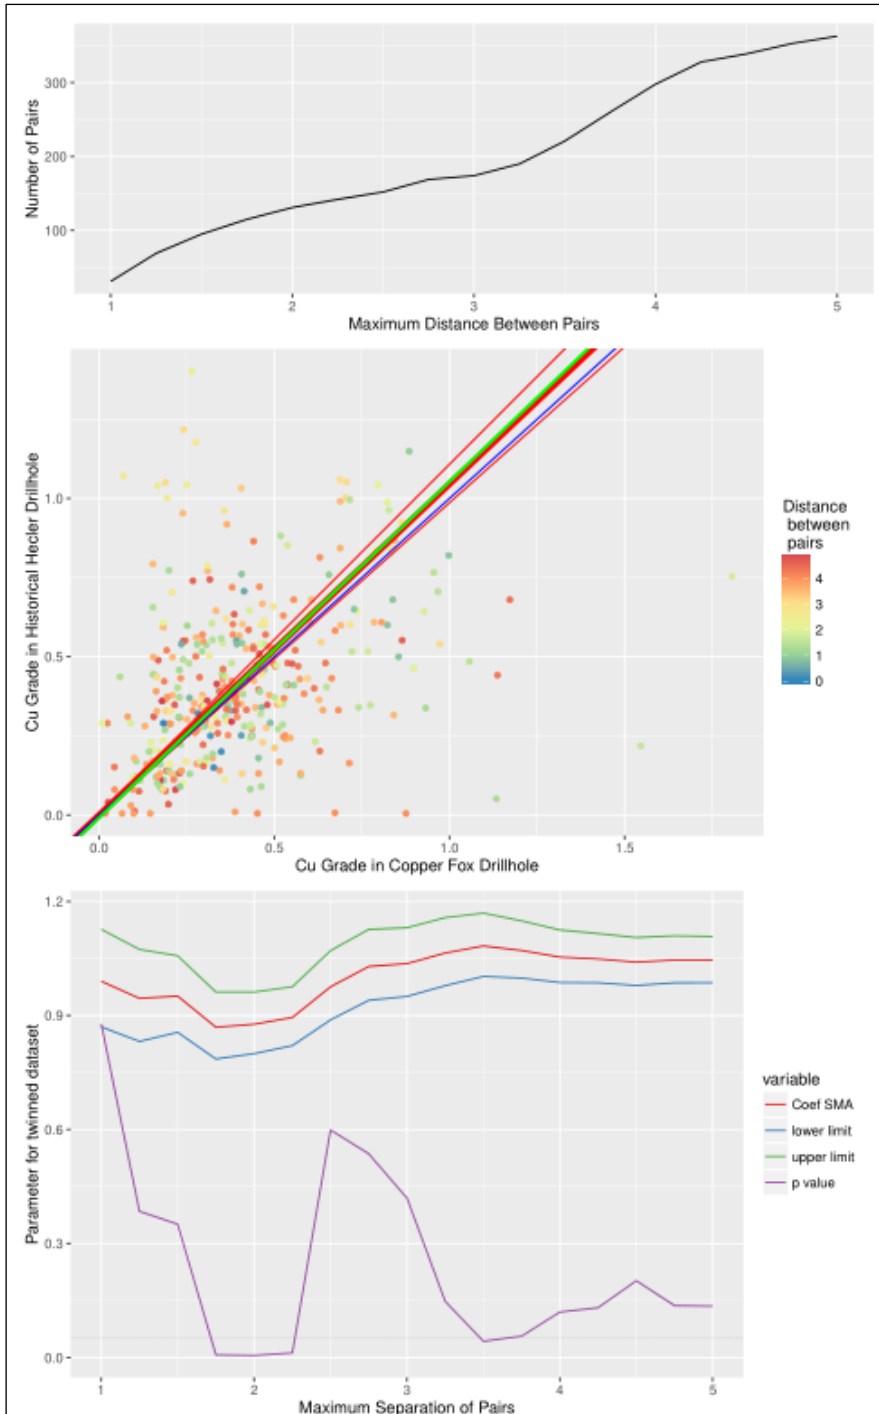 Number of Pairs
300
200
100
1
2
3
4
5
Maximum Distance Between Pairs
Cu Grade in Historical Hecler Drillhole
1.0
0.5
0.0
0.0
0.5
1.0
1.5
Cu Grade in Copper Fox Drillhole
Distance
between
pairs
4
3
2
1
0
Parameter for twinned dataset
1.2
0.9
0.6
0.3
0.0
1
2
3
4
5
Maximum Separation of Pairs
variable
Coef SMA
lower limit
upper limit
p value